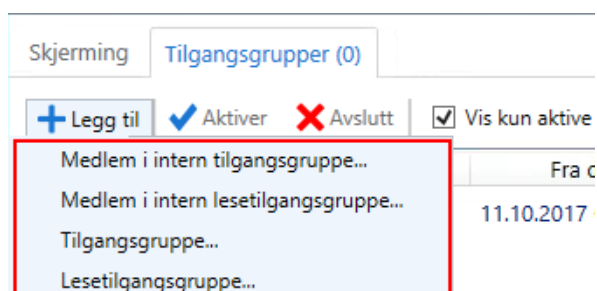 Skjerming Tilgangsgrupper (0)
Legg til Aktiver Avslutt Vis kun aktive
Medlem i intern tilgangsgruppe... Fra
Medlem i intern lesetilgangsgruppe... 11.10.2017
Tilgangsgruppe...
Lesetilgangsgruppe...